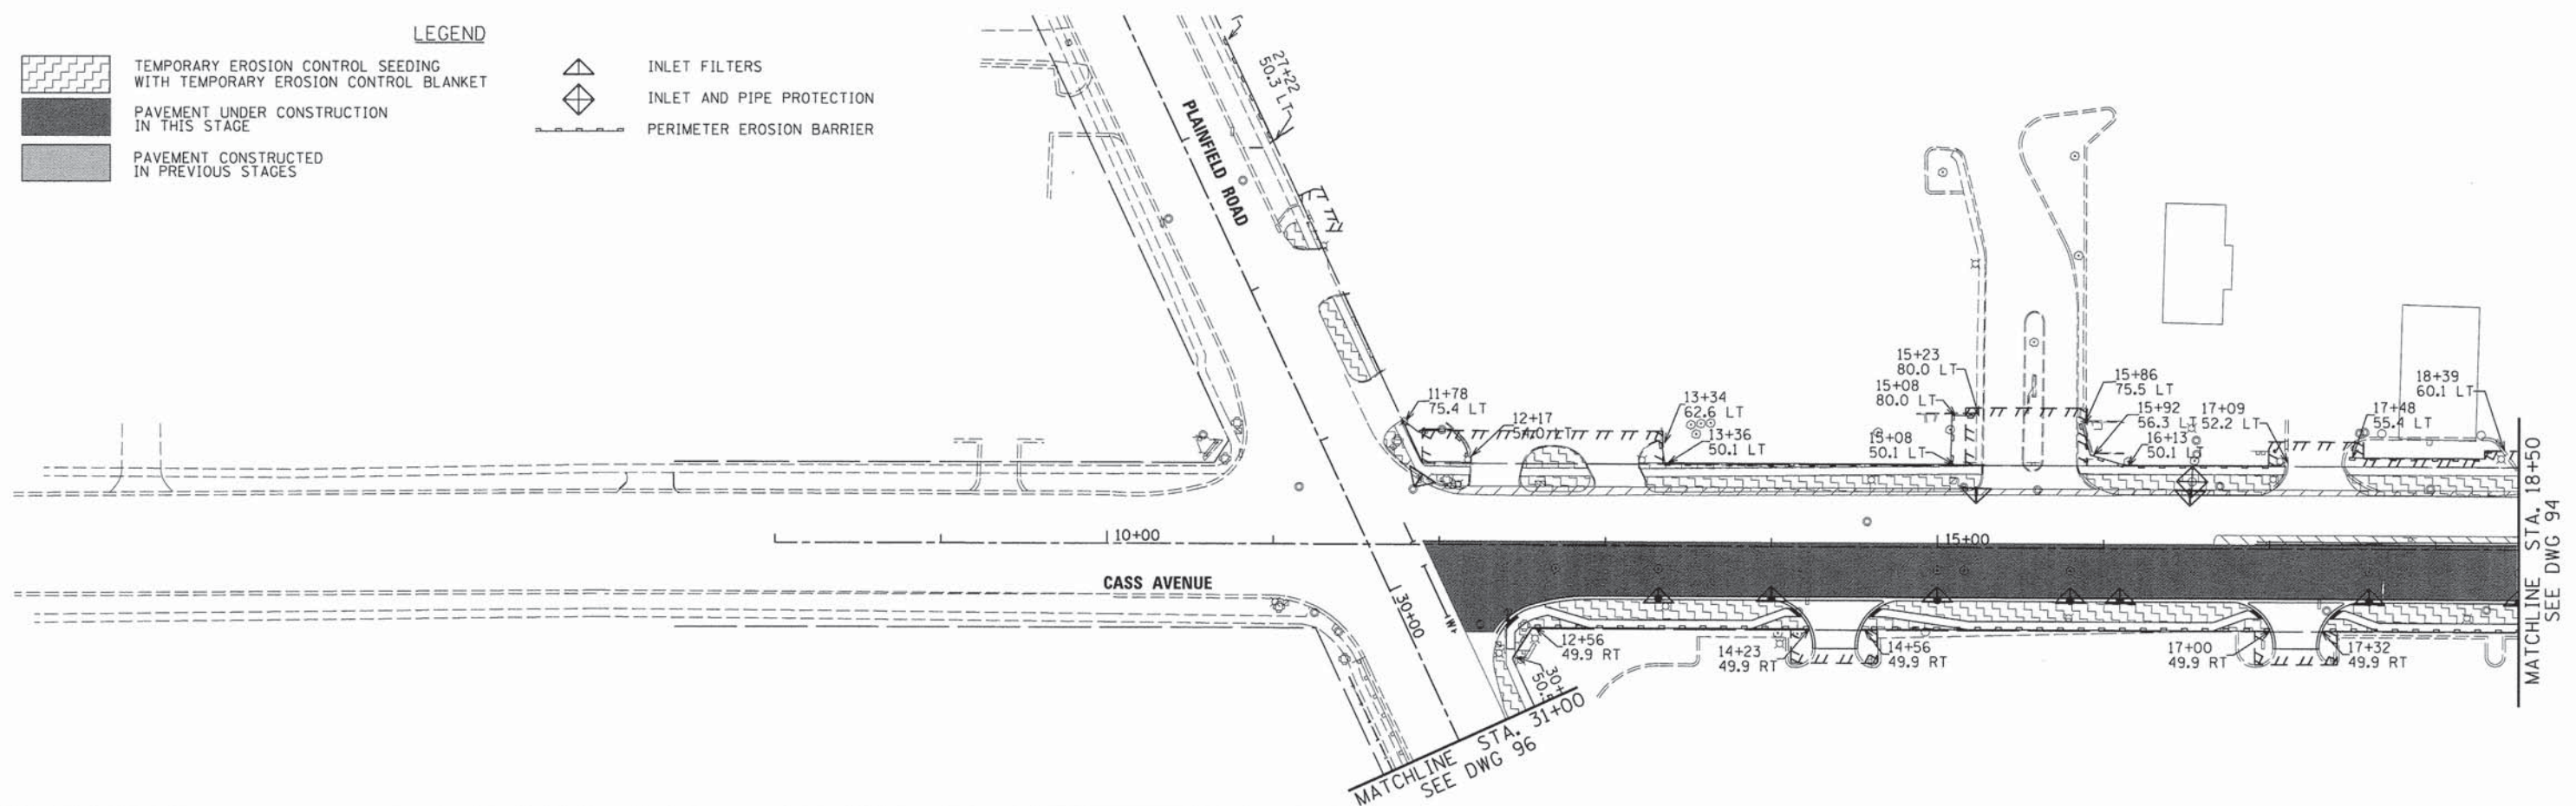 LEGEND
TEMPORARY EROSION CONTROL SEEDING
WITH TEMPORARY EROSION CONTROL BLANKET
PAVEMENT UNDER CONSTRUCTION
IN THIS STAGE
PAVEMENT CONSTRUCTED
IN PREVIOUS STAGES
INLET FILTERS
INLET AND PIPE PROTECTION
PERIMETER EROSION BARRIER
27+22
50.3 LT
PLAINFIELD ROAD
11+78
75.4 LT
12+17
13+34
62.6 LT
13+36
50.1 LT
15+23
80.0 LT
15+08
80.0 LT
15+08
50.1 LT
15+86
75.5 LT
15+92
56.3 LT
16+13
50.1 LT
17+09
52.2 LT
17+48
55.4 LT
18+39
60.1 LT
10+00
15+00
CASS AVENUE
30+00
12+56
49.9 RT
14+23
49.9 RT
14+56
49.9 RT
17+00
49.9 RT
17+32
49.9 RT
MATCHLINE STA. 31+00
SEE DWG 96
MATCHLINE STA. 18+50
SEE DWG 94